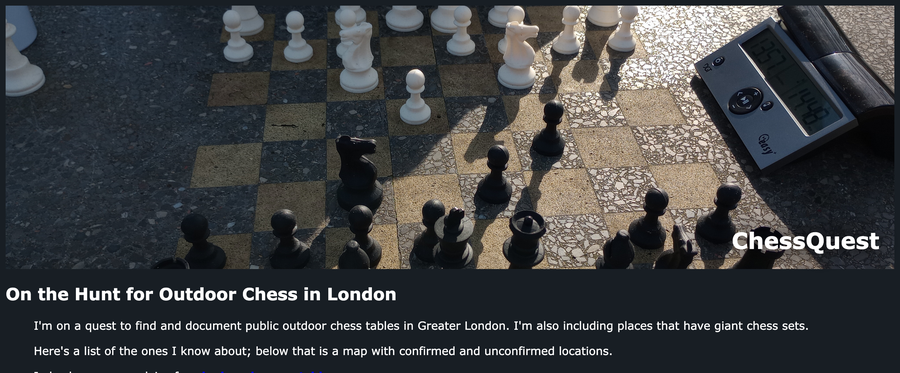 easy
ChessQuest
On the Hunt for Outdoor Chess in London
I'm on a quest to find and document public outdoor chess tables in Greater London. I'm also including places that have giant chess sets.
Here's a list of the ones I know about; below that is a map with confirmed and unconfirmed locations.